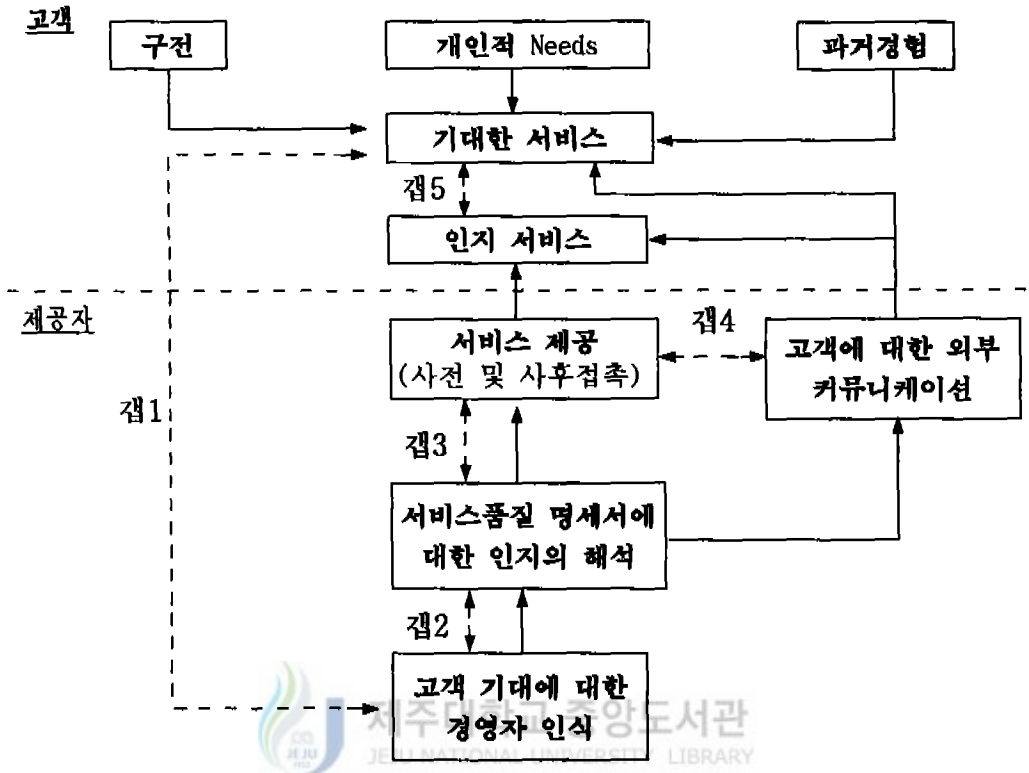 고객
구전
개인적 Needs
과거경험
기대한 서비스
갭5
인지 서비스
제공자
서비스 제공
(사전 및 사후접촉)
갭4
고객에 대한 외부
커뮤니케이션
갭1
갭3
서비스품질 명세서에
대한 인지의 해석
갭2
고객 기대에 대한
경영자 인식
제주대학교 중앙도서관
JEJU NATIONAL UNIVERSITY LIBRARY
JEJU